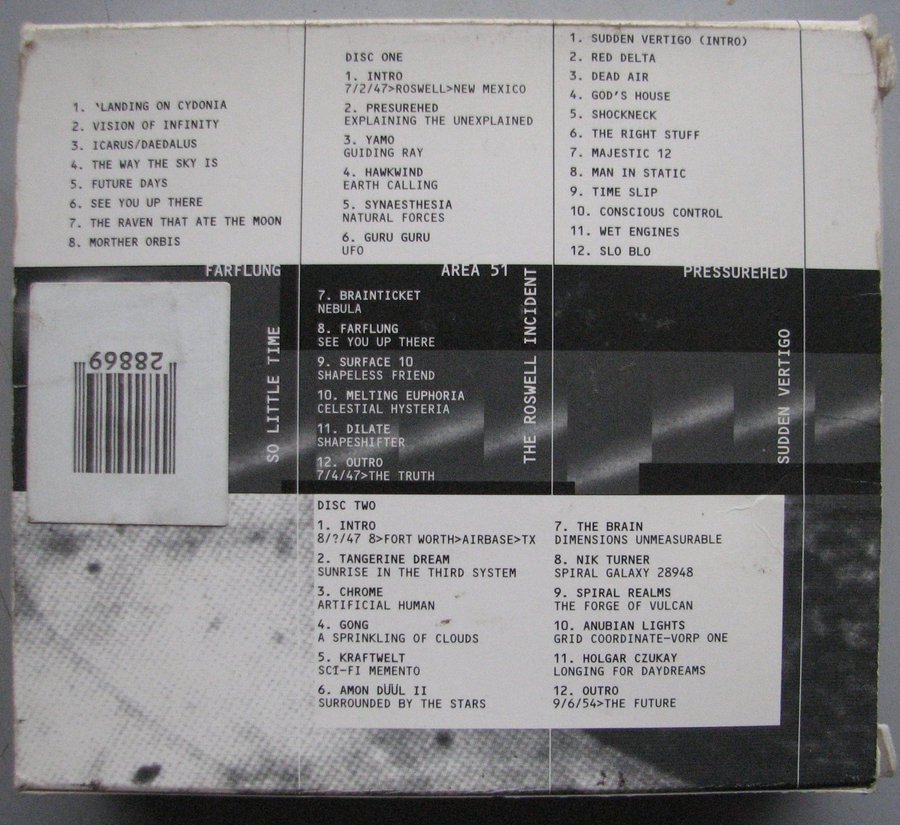 1. 'LANDING ON CYDONIA
2. VISION OF INFINITY
3. ICARUS/DAEDALUS
4. THE WAY THE SKY IS
5. FUTURE DAYS
6. SEE YOU UP THERE
7. THE RAVEN THAT ATE THE MOON
8. MORTHER ORBIS
FARFLUNG
SO LITTLE TIME
69882
DISC ONE
1. INTRO
7/2/47>ROSWELL>NEW MEXICO
2. PRESUREHED
EXPLAINING THE UNEXPLAINED
3. YAMO
GUIDING RAY
4. HAWKWIND
EARTH CALLING
5. SYNAESTHESIA
NATURAL FORCES
6. GURU GURU
UFO
AREA 51
THE ROSWELL INCIDENT
7. BRAINTICKET
NEBULA
8. FARFLUNG
SEE YOU UP THERE
9. SURFACE 10
SHAPELESS FRIEND
10. MELTING EUPHORIA
CELESTIAL HYSTERIA
11. DILATE
SHAPESHIFTER
12. OUTRO
7/4/47>THE TRUTH
DISC TWO
1. INTRO
8/?/47 8>FORT WORTH>AIRBASE>TX
2. TANGERINE DREAM
SUNRISE IN THE THIRD SYSTEM
3. CHROME
ARTIFICIAL HUMAN
4. GONG
A SPRINKLING OF CLOUDS
5. KRAFTWELT
SCI-FI MEMENTO
6. AMON DÜÜL II
SURROUNDED BY THE STARS
7. THE BRAIN
DIMENSIONS UNMEASURABLE
8. NIK TURNER
SPIRAL GALAXY 28948
9. SPIRAL REALMS
THE FORGE OF VULCAN
10. ANUBIAN LIGHTS
GRID COORDINATE-VORP ONE
11. HOLGAR CZUKAY
LONGING FOR DAYDREAMS
12. OUTRO
9/6/54>THE FUTURE
1. SUDDEN VERTIGO (INTRO)
2. RED DELTA
3. DEAD AIR
4. GOD'S HOUSE
5. SHOCKNECK
6. THE RIGHT STUFF
7. MAJESTIC 12
8. MAN IN STATIC
9. TIME SLIP
10. CONSCIOUS CONTROL
11. WET ENGINES
12. SLO BLO
PRESSUREHED
SUDDEN VERTIGO